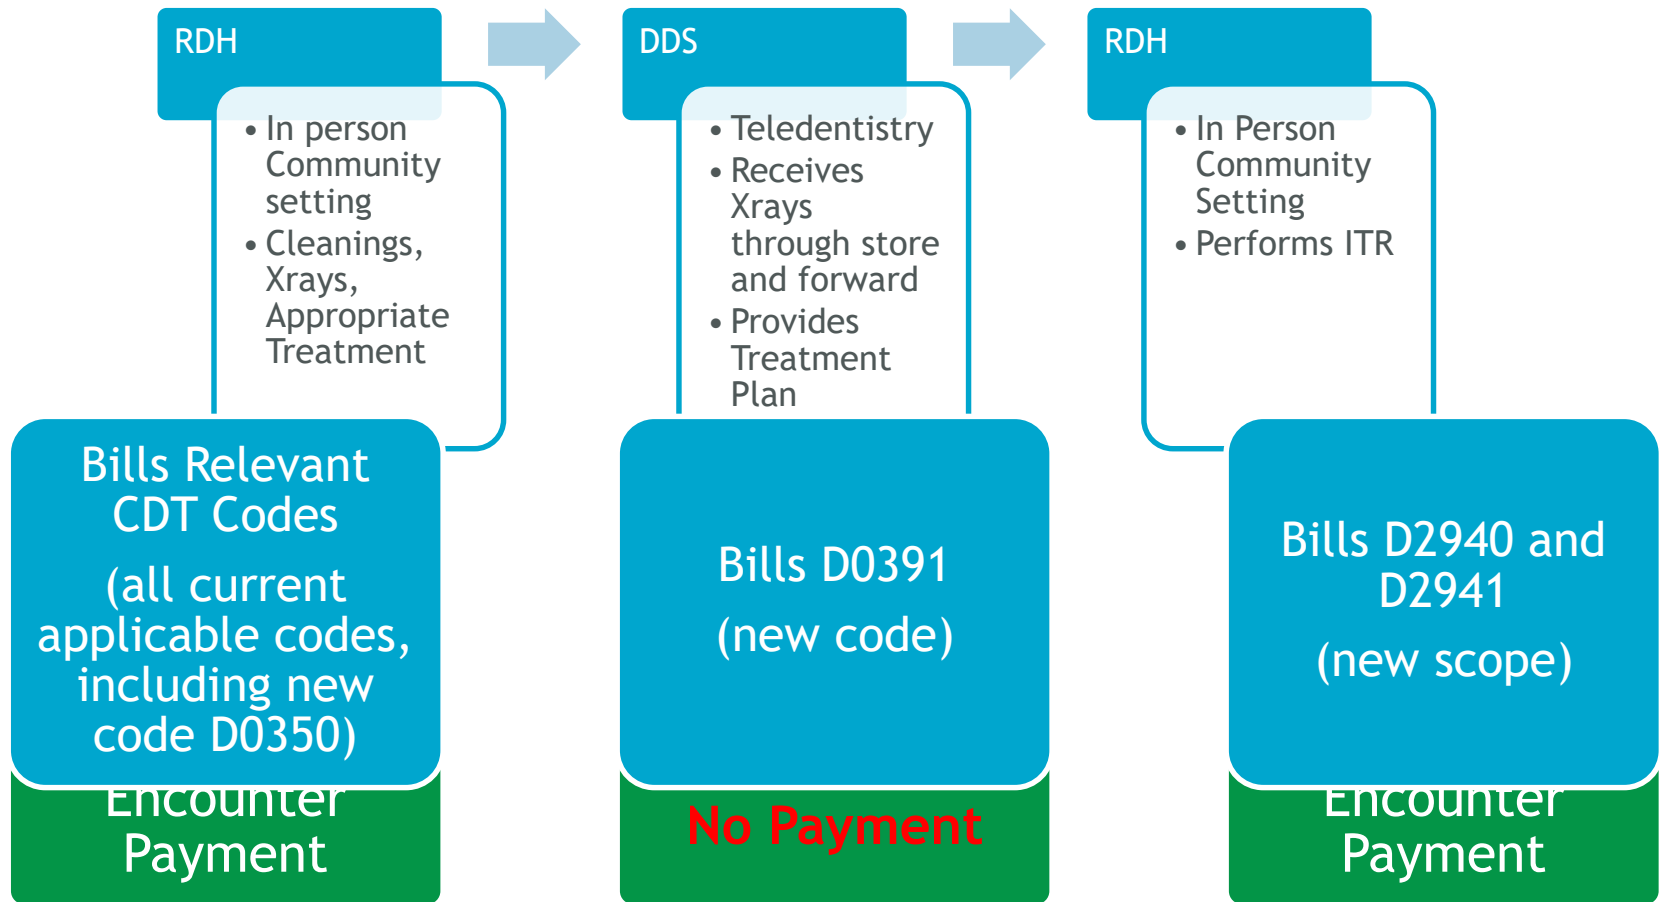 RDH
• In person
Community
setting
• Cleanings,
Xrays,
Appropriate
Treatment
Bills Relevant
CDT Codes
(all current
applicable codes,
including new
code D0350)
Encounter
Payment
DDS
• Teledentistry
• Receives
Xrays
through store
and forward
• Provides
Treatment
Plan
Bills D0391
(new code)
No Payment
RDH
• In Person
Community
Setting
• Performs ITR
Bills D2940 and
D2941
(new scope)
Encounter
Payment